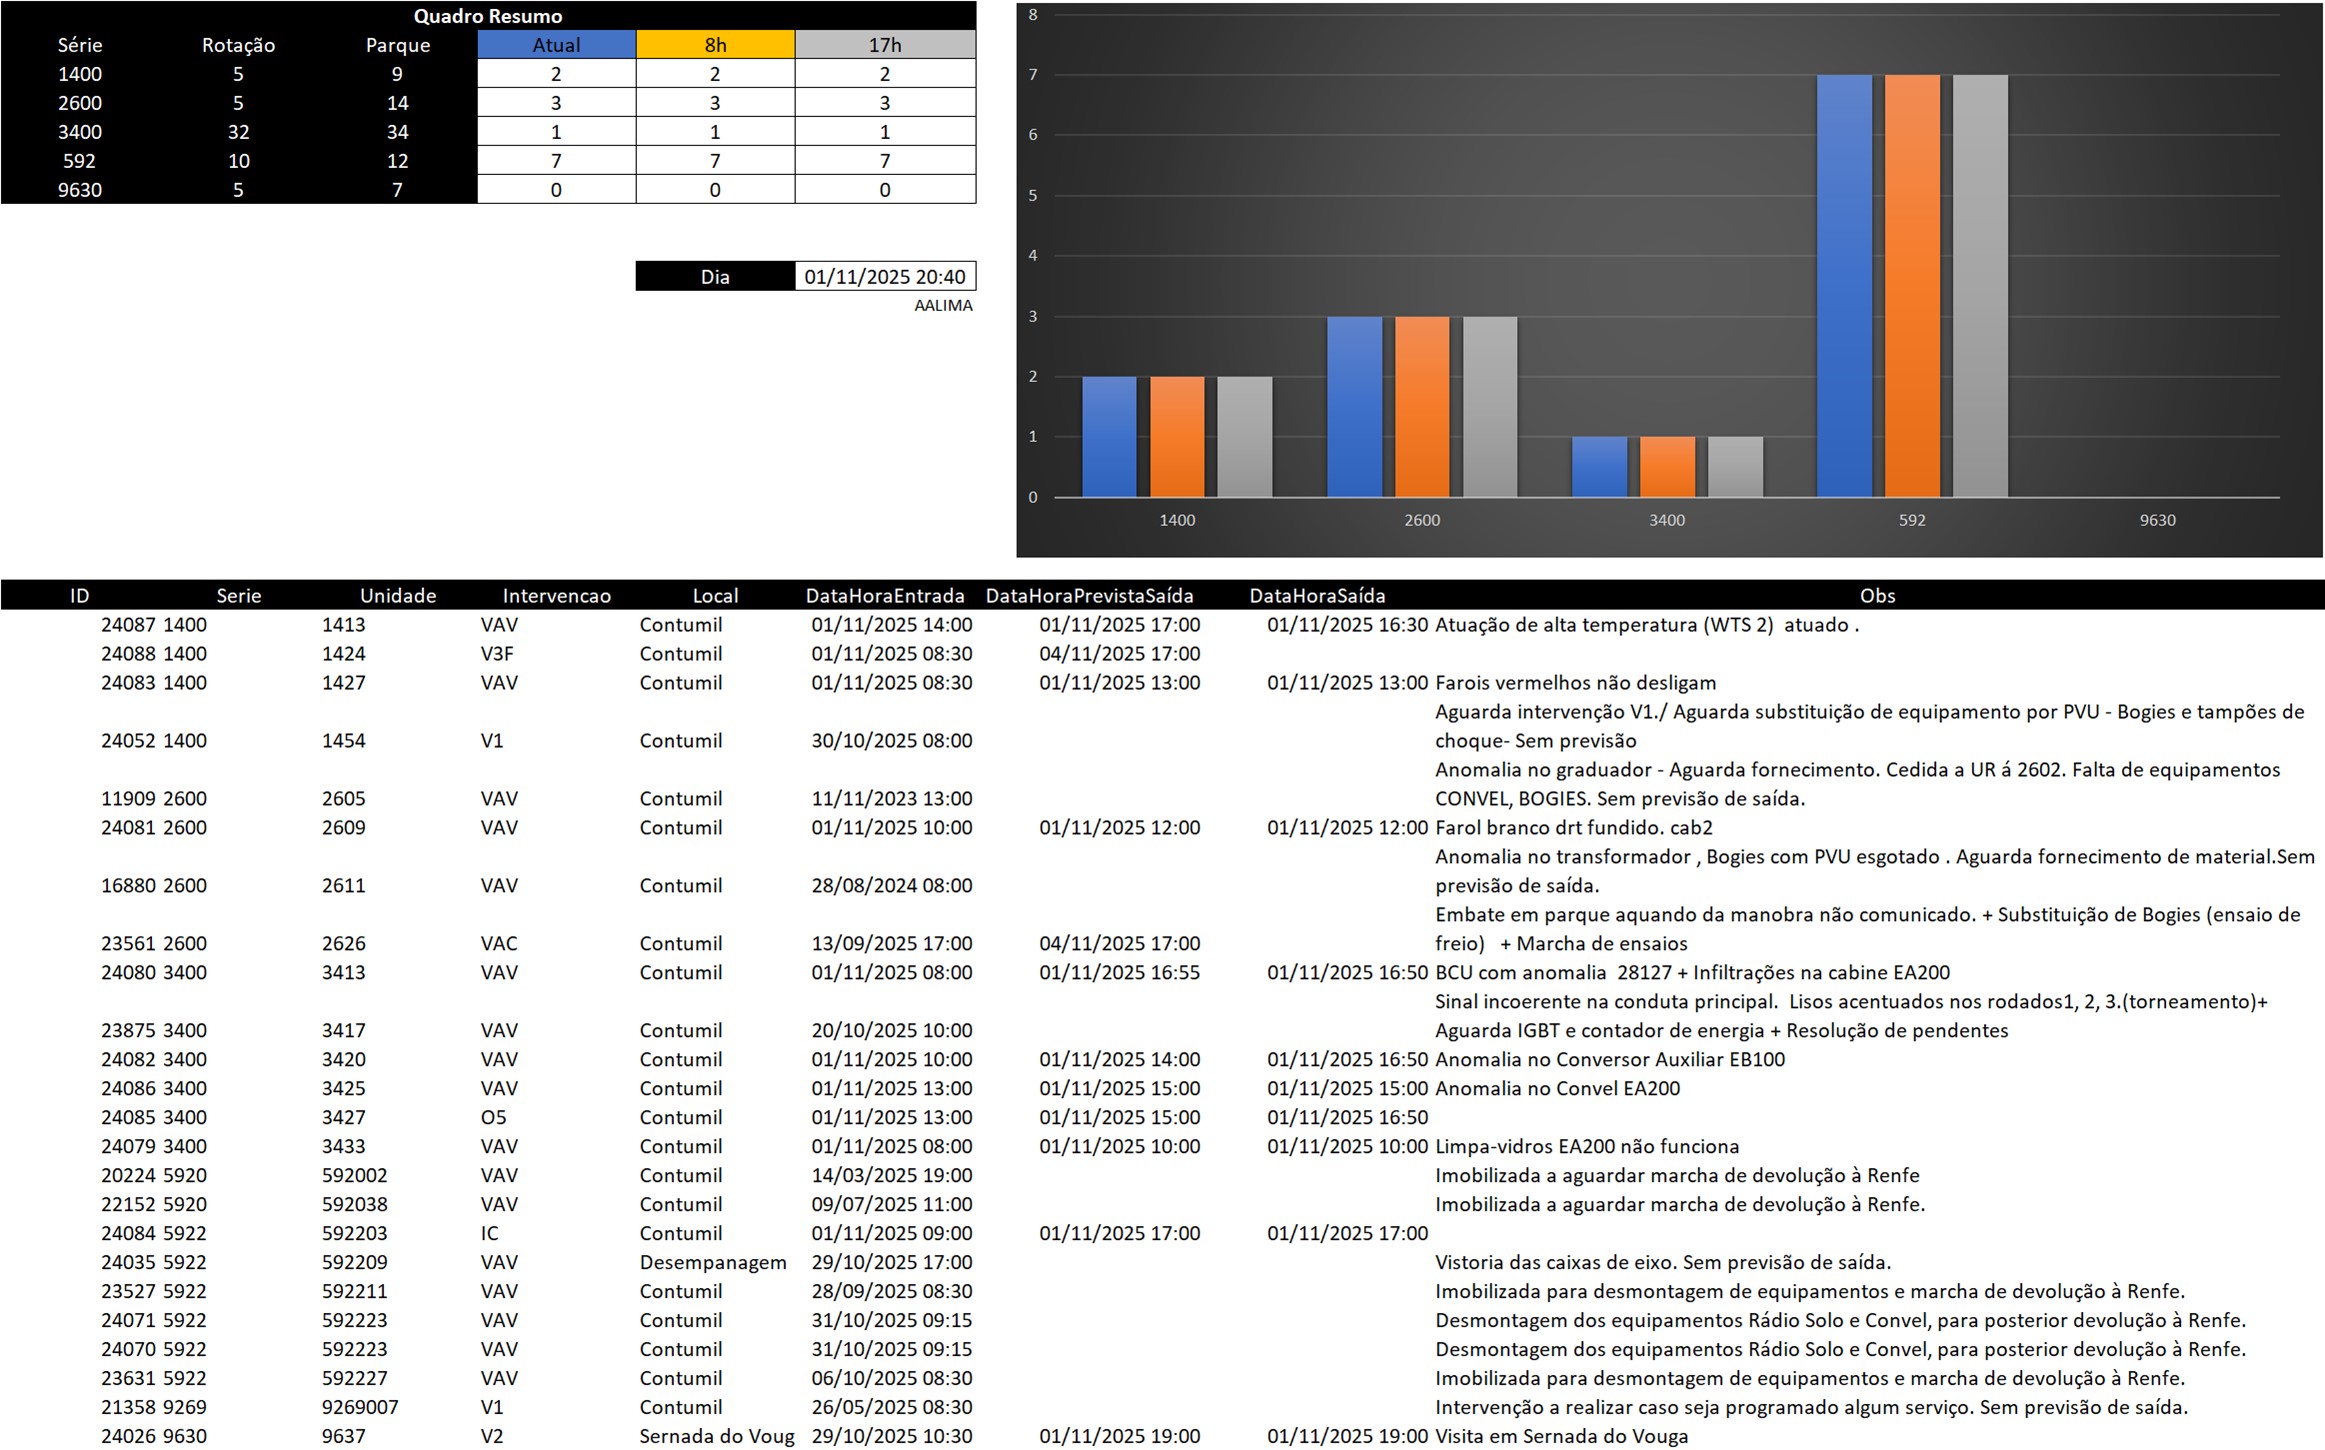 Quadro Resumo
Série Rotação Parque Atual 8h 17h
1400 5 9 2 2 2
2600 5 14 3 3 3
3400 32 34 1 1 1
592 10 12 7 7 7
9630 5 7 0 0 0
Dia 01/11/2025 20:40
AALIMA
8
7
6
5
4
3
2
1
0
1400 2600 3400 592 9630
ID Serie Unidade Intervencao Local DataHoraEntrada DataHoraPrevistaSaída DataHoraSaída Obs
24087 1400 1413 VAV Contumil 01/11/2025 14:00 01/11/2025 17:00 01/11/2025 16:30 Atuação de alta temperatura (WTS 2)  atuado .
24088 1400 1424 V3F Contumil 01/11/2025 08:30 04/11/2025 17:00
24083 1400 1427 VAV Contumil 01/11/2025 08:30 01/11/2025 13:00 01/11/2025 13:00 Farois vermelhos não desligam
Aguarda intervenção V1./ Aguarda substituição de equipamento por PVU - Bogies e tampões de
24052 1400 1454 V1 Contumil 30/10/2025 08:00 choque- Sem previsão
Anomalia no graduador - Aguarda fornecimento. Cedida a UR á 2602. Falta de equipamentos
11909 2600 2605 VAV Contumil 11/11/2023 13:00 CONVEL, BOGIES. Sem previsão de saída.
24081 2600 2609 VAV Contumil 01/11/2025 10:00 01/11/2025 12:00 01/11/2025 12:00 Farol branco drt fundido. cab2
Anomalia no transformador , Bogies com PVU esgotado . Aguarda fornecimento de material.Sem
16880 2600 2611 VAV Contumil 28/08/2024 08:00 previsão de saída.
Embate em parque aquando da manobra não comunicado. + Substituição de Bogies (ensaio de
23561 2600 2626 VAC Contumil 13/09/2025 17:00 04/11/2025 17:00 freio)   + Marcha de ensaios
24080 3400 3413 VAV Contumil 01/11/2025 08:00 01/11/2025 16:55 01/11/2025 16:50 BCU com anomalia  28127 + Infiltrações na cabine EA200
Sinal incoerente na conduta principal.  Lisos acentuados nos rodados1, 2, 3.(torneamento)+
23875 3400 3417 VAV Contumil 20/10/2025 10:00 Aguarda IGBT e contador de energia + Resolução de pendentes
24082 3400 3420 VAV Contumil 01/11/2025 10:00 01/11/2025 14:00 01/11/2025 16:50 Anomalia no Conversor Auxiliar EB100
24086 3400 3425 VAV Contumil 01/11/2025 13:00 01/11/2025 15:00 01/11/2025 15:00 Anomalia no Convel EA200
24085 3400 3427 O5 Contumil 01/11/2025 13:00 01/11/2025 15:00 01/11/2025 16:50
24079 3400 3433 VAV Contumil 01/11/2025 08:00 01/11/2025 10:00 01/11/2025 10:00 Limpa-vidros EA200 não funciona
20224 5920 592002 VAV Contumil 14/03/2025 19:00 Imobilizada a aguardar marcha de devolução à Renfe
22152 5920 592038 VAV Contumil 09/07/2025 11:00 Imobilizada a aguardar marcha de devolução à Renfe.
24084 5922 592203 IC Contumil 01/11/2025 09:00 01/11/2025 17:00 01/11/2025 17:00
24035 5922 592209 VAV Desempanagem 29/10/2025 17:00 Vistoria das caixas de eixo. Sem previsão de saída.
23527 5922 592211 VAV Contumil 28/09/2025 08:30 Imobilizada para desmontagem de equipamentos e marcha de devolução à Renfe.
24071 5922 592223 VAV Contumil 31/10/2025 09:15 Desmontagem dos equipamentos Rádio Solo e Convel, para posterior devolução à Renfe.
24070 5922 592223 VAV Contumil 31/10/2025 09:15 Desmontagem dos equipamentos Rádio Solo e Convel, para posterior devolução à Renfe.
23631 5922 592227 VAV Contumil 06/10/2025 08:30 Imobilizada para desmontagem de equipamentos e marcha de devolução à Renfe.
21358 9269 9269007 V1 Contumil 26/05/2025 08:30 Intervenção a realizar caso seja programado algum serviço. Sem previsão de saída.
24026 9630 9637 V2 Sernada do Voug 29/10/2025 10:30 01/11/2025 19:00 01/11/2025 19:00 Visita em Sernada do Vouga